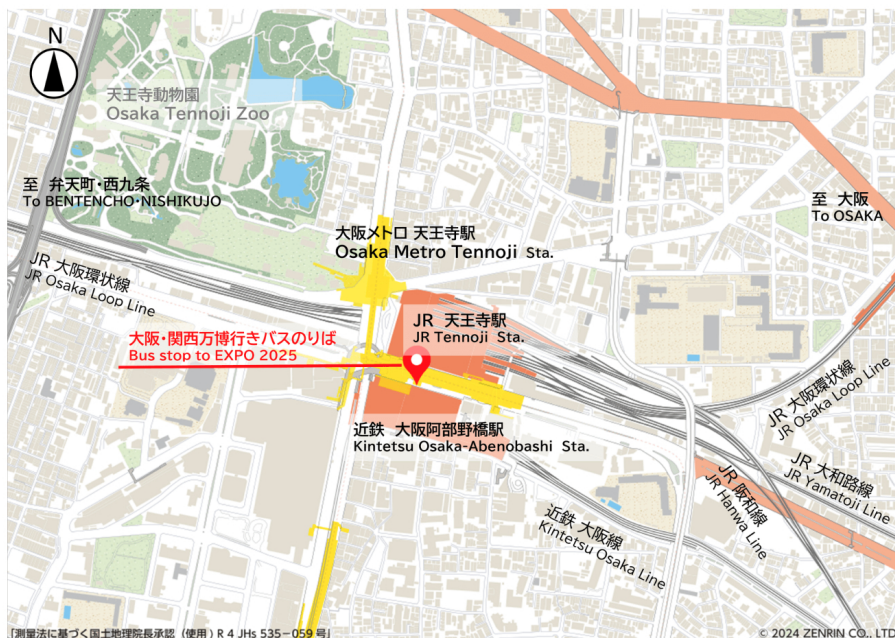 N
天王寺動物園
Osaka Tennoji Zoo
至 弁天町・西九条
To BENTENCHO・NISHIKUJO
至 大阪
To OSAKA
大阪メトロ 天王寺駅
Osaka Metro Tennoji Sta.
JR 大阪環状線
JR Osaka Loop Line
JR 天王寺駅
JR Tennoji Sta.
大阪・関西万博行きバスのりば
Bus stop to EXPO 2025
近鉄 大阪阿部野橋駅
Kintetsu Osaka-Abenobashi Sta.
JR 大阪環状線
JR Osaka Loop Line
JR 大和路線
JR Yamatoji Line
JR 阪和線
JR Hanwa Line
近鉄 大阪線
Kintetsu Osaka Line
「測量法に基づく国土地理院長承認（使用）R 4 JHs 535－059 号」
© 2024 ZENRIN CO., LTD